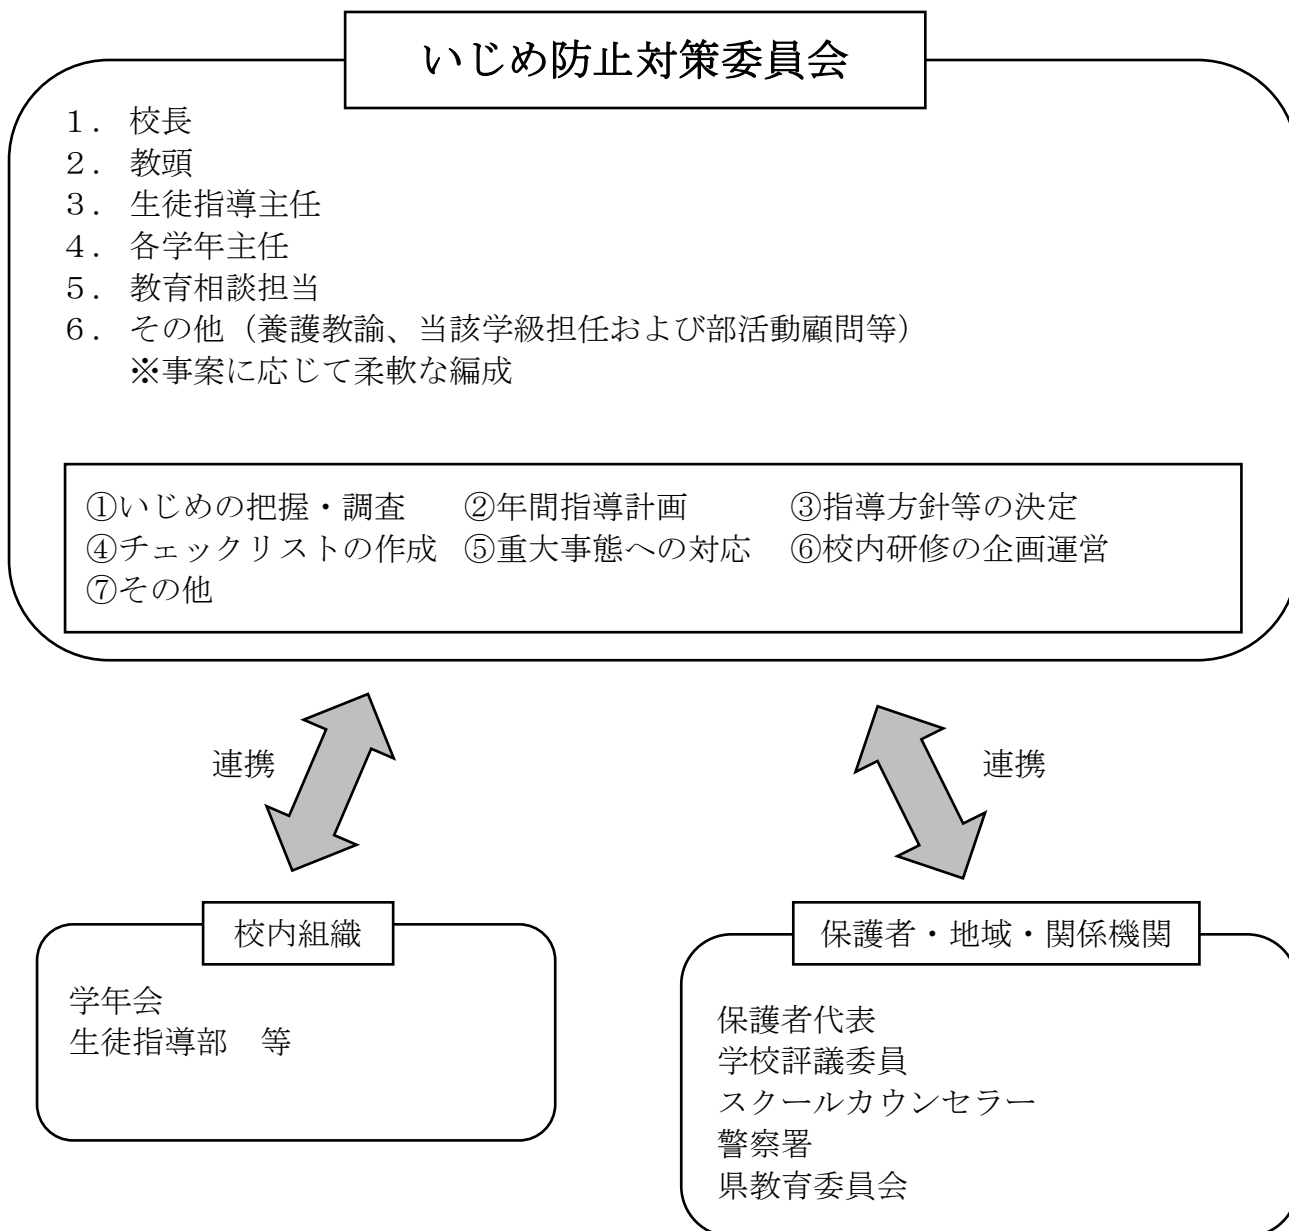 いじめ防止対策委員会
１．校長
２．教頭
３．生徒指導主任
４．各学年主任
５．教育相談担当
６．その他（養護教諭、当該学級担任および部活動顧問等）
※事案に応じて柔軟な編成
①いじめの把握・調査　②年間指導計画　③指導方針等の決定
④チェックリストの作成　⑤重大事態への対応　⑥校内研修の企画運営
⑦その他
連携
連携
校内組織
学年会
生徒指導部　等
保護者・地域・関係機関
保護者代表
学校評議委員
スクールカウンセラー
警察署
県教育委員会